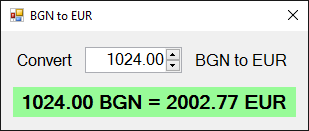 BGN to EUR
Convert 1024.00 BGN to EUR
1024.00 BGN = 2002.77 EUR